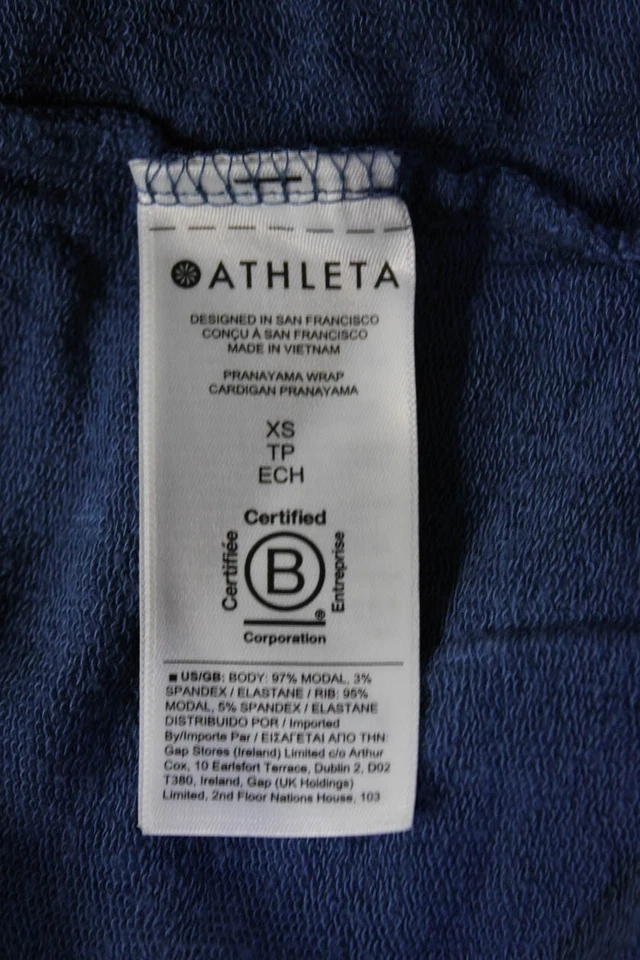 ATHLETA
DESIGNED IN SAN FRANCISCO
CONÇU À SAN FRANCISCO
MADE IN VIETNAM
PRANAYAMA WRAP
CARDIGAN PRANAYAMA
XS
TP
ECH
Certified
Certifiée
B
Entreprise
®
Corporation
■ US/GB: BODY: 97% MODAL, 3%
SPANDEX / ELASTANE / RIB: 95%
MODAL, 5% SPANDEX / ELASTANE
DISTRIBUIDO POR / Imported
By/Importe Par / ΕΙΣΑΓΕΤΑΙ ΑΠΟ ΤΗΝ:
Gap Stores (Ireland) Limited c/o Arthur
Cox, 10 Earlsfort Terrace, Dublin 2, D02
T380, Ireland, Gap (UK Holdings)
Limited, 2nd Floor Nations House, 103